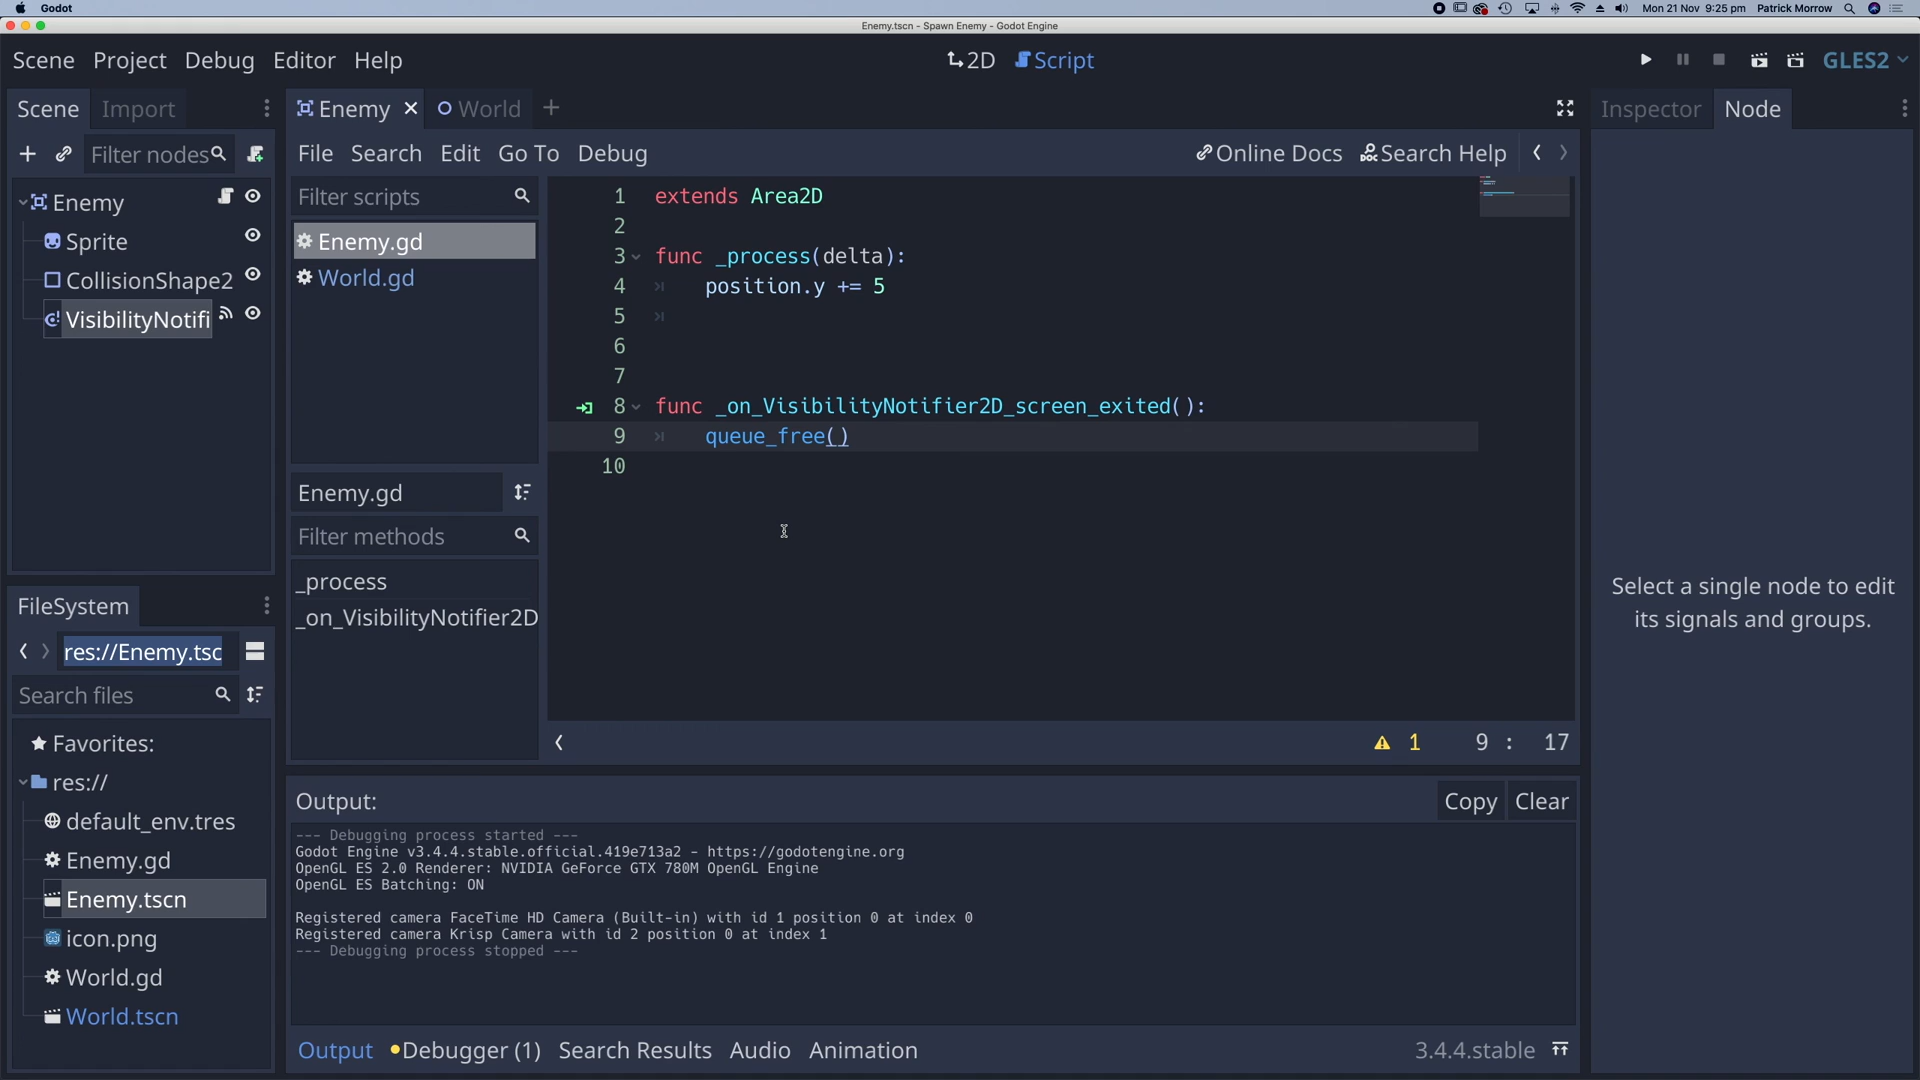 Godot
Mon 21 Nov 9:25 pm Patrick Morrow
Enemy.tscn - Spawn Enemy - Godot Engine
Scene Project Debug Editor Help
2D Script
GLES2
Scene Import
Enemy World
Inspector Node
Filter nodes
File Search Edit Go To Debug
Online Docs Search Help
Enemy
Sprite
CollisionShape2
VisibilityNotifi
Filter scripts
Enemy.gd
World.gd
Enemy.gd
Filter methods
_process
_on_VisibilityNotifier2D
1 extends Area2D
2
3 func _process(delta):
4 position.y += 5
5
6
7
8 func _on_VisibilityNotifier2D_screen_exited():
9 queue_free()
10
1 9 : 17
Select a single node to edit
its signals and groups.
FileSystem
res://Enemy.tsc
Search files
Favorites:
res://
default_env.tres
Enemy.gd
Enemy.tscn
icon.png
World.gd
World.tscn
Output:
Copy Clear
--- Debugging process started ---
Godot Engine v3.4.4.stable.official.419e713a2 - https://godotengine.org
OpenGL ES 2.0 Renderer: NVIDIA GeForce GTX 780M OpenGL Engine
OpenGL ES Batching: ON
Registered camera FaceTime HD Camera (Built-in) with id 1 position 0 at index 0
Registered camera Krisp Camera with id 2 position 0 at index 1
--- Debugging process stopped ---
Output Debugger (1) Search Results Audio Animation
3.4.4.stable